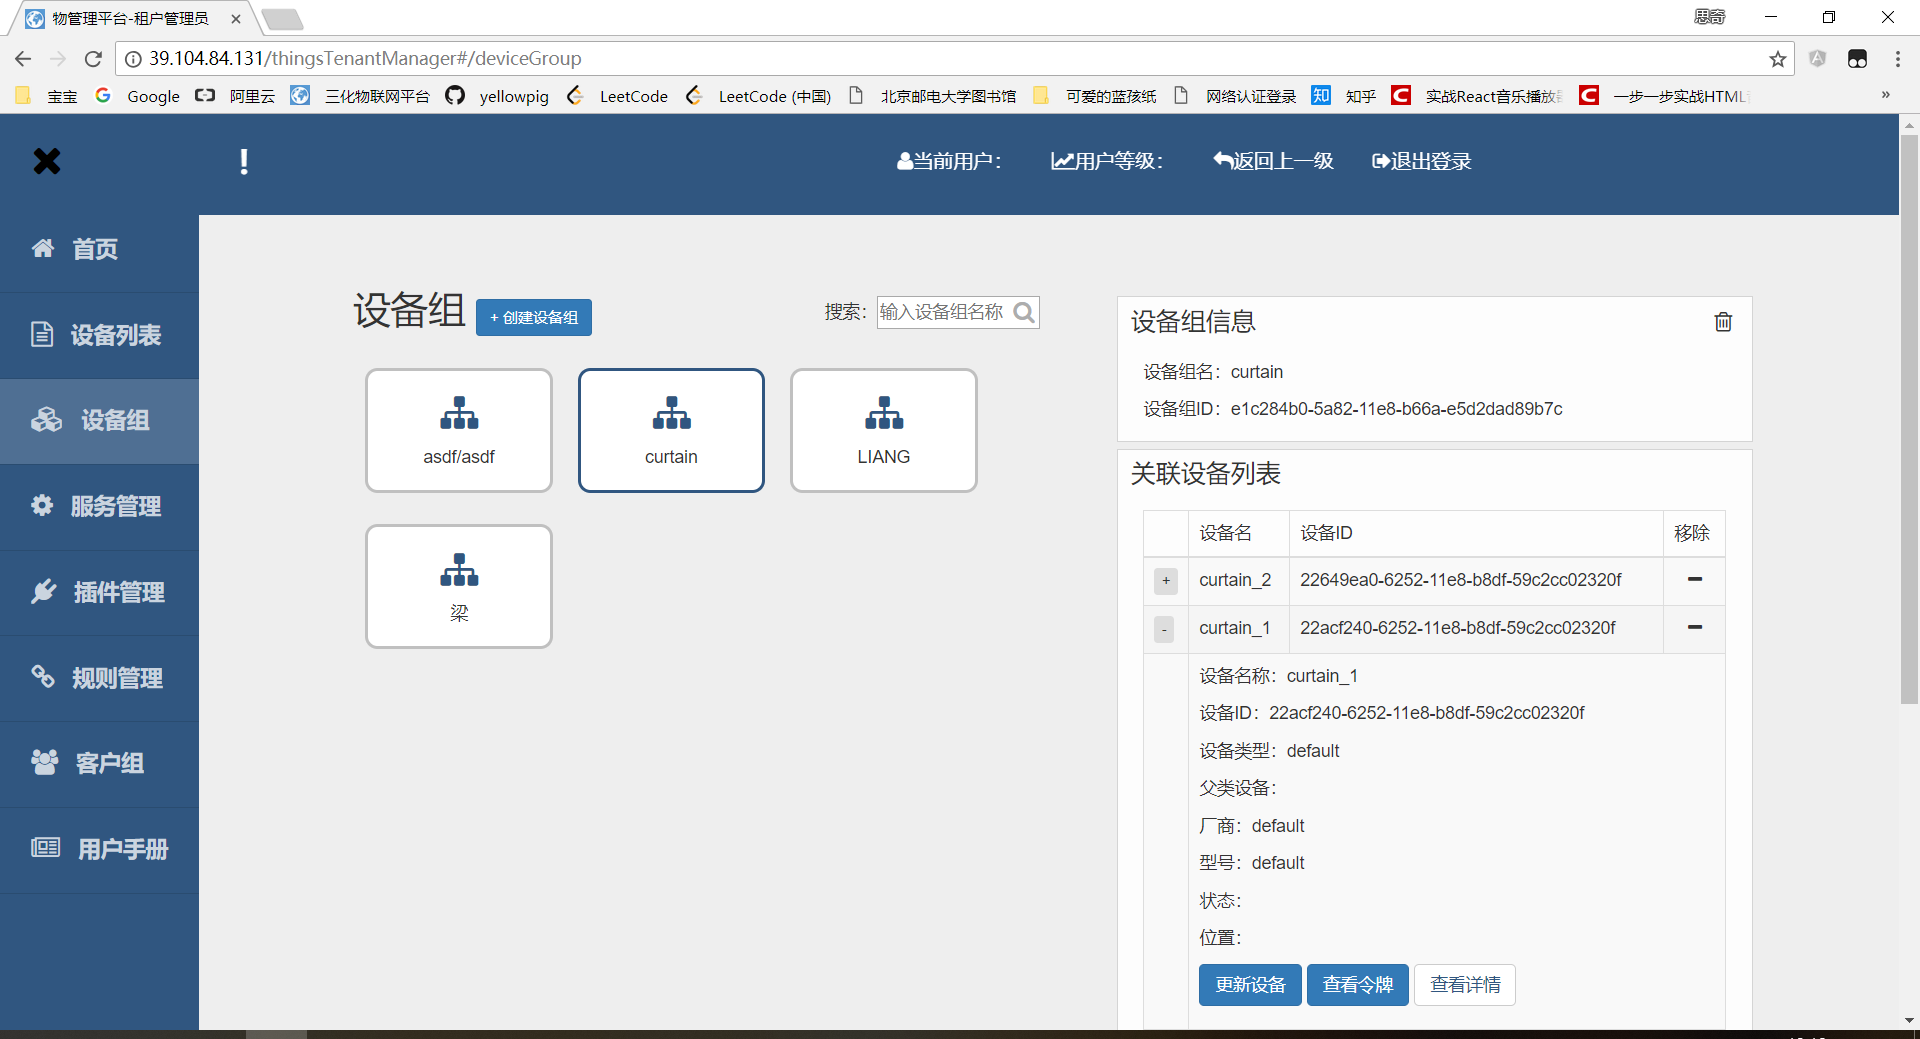 物管理平台-租户管理员
思奇
39.104.84.131/thingsTenantManager#/deviceGroup
宝宝 Google 阿里云 三化物联网平台 yellowpig LeetCode LeetCode (中国) 北京邮电大学图书馆 可爱的蓝孩纸 网络认证登录 知 知乎 实战React音乐播放 一步一步实战HTML »
当前用户： 用户等级： 返回上一级 退出登录
首页
设备列表
设备组
服务管理
插件管理
规则管理
客户组
用户手册
设备组 + 创建设备组 搜索： 输入设备组名称
asdf/asdf
curtain
LIANG
梁
设备组信息
设备组名：curtain
设备组ID：e1c284b0-5a82-11e8-b66a-e5d2dad89b7c
关联设备列表
设备名 设备ID 移除
+ curtain_2 22649ea0-6252-11e8-b8df-59c2cc02320f
- curtain_1 22acf240-6252-11e8-b8df-59c2cc02320f
设备名称：curtain_1
设备ID：22acf240-6252-11e8-b8df-59c2cc02320f
设备类型：default
父类设备：
厂商：default
型号：default
状态：
位置：
更新设备 查看令牌 查看详情